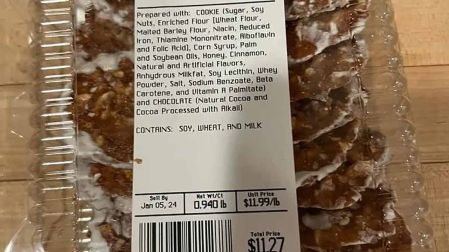 Prepared with: COOKIE (Sugar, Soy
Nuts, Enriched Flour [Wheat Flour,
Malted Barley Flour, Niacin, Reduced
Iron, Thiamine Mononitrate, Riboflavin
and Folic Acid], Corn Syrup, Palm
and Soybean Oils, Honey, Cinnamon,
Natural and Artificial Flavors,
Anhydrous Milkfat, Soy Lecithin, Whey
Powder, Salt, Sodium Benzoate, Beta
Carotene, and Vitamin A Palmitate)
and CHOCOLATE (Natural Cocoa and
Cocoa Processed with Alkali)
CONTAINS: SOY, WHEAT, AND MILK
Sell By Net Wt/Ct Unit Price
Jan 05, 24 0.940 lb $11.99/lb
Total Price
$11.27